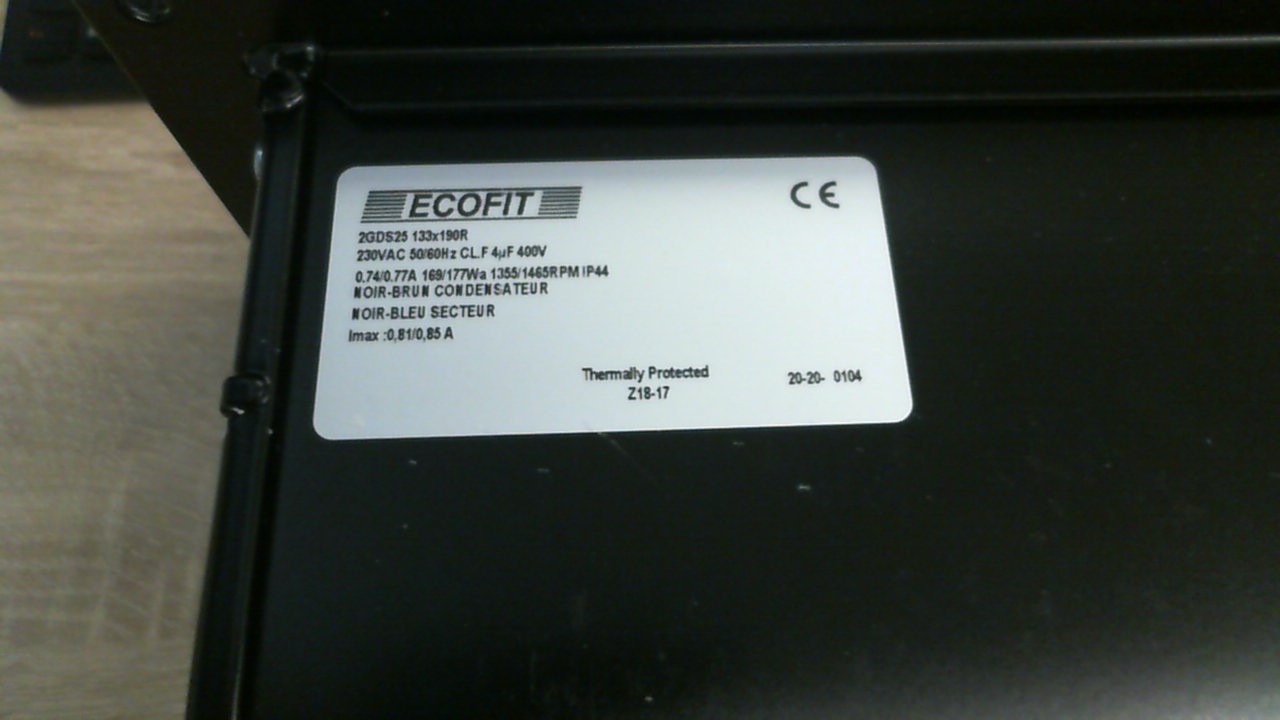 ECOFIT
CE
2GDS25 133x190R
230VAC 50/60Hz CL.F 4µF 400V
0,74/0.77A 169/177Wa 1355/1465RPM IP44
NOIR-BRUN CONDENSATEUR
NOIR-BLEU SECTEUR
Imax :0,81/0,85 A
Thermally Protected
Z18-17
20-20- 0104